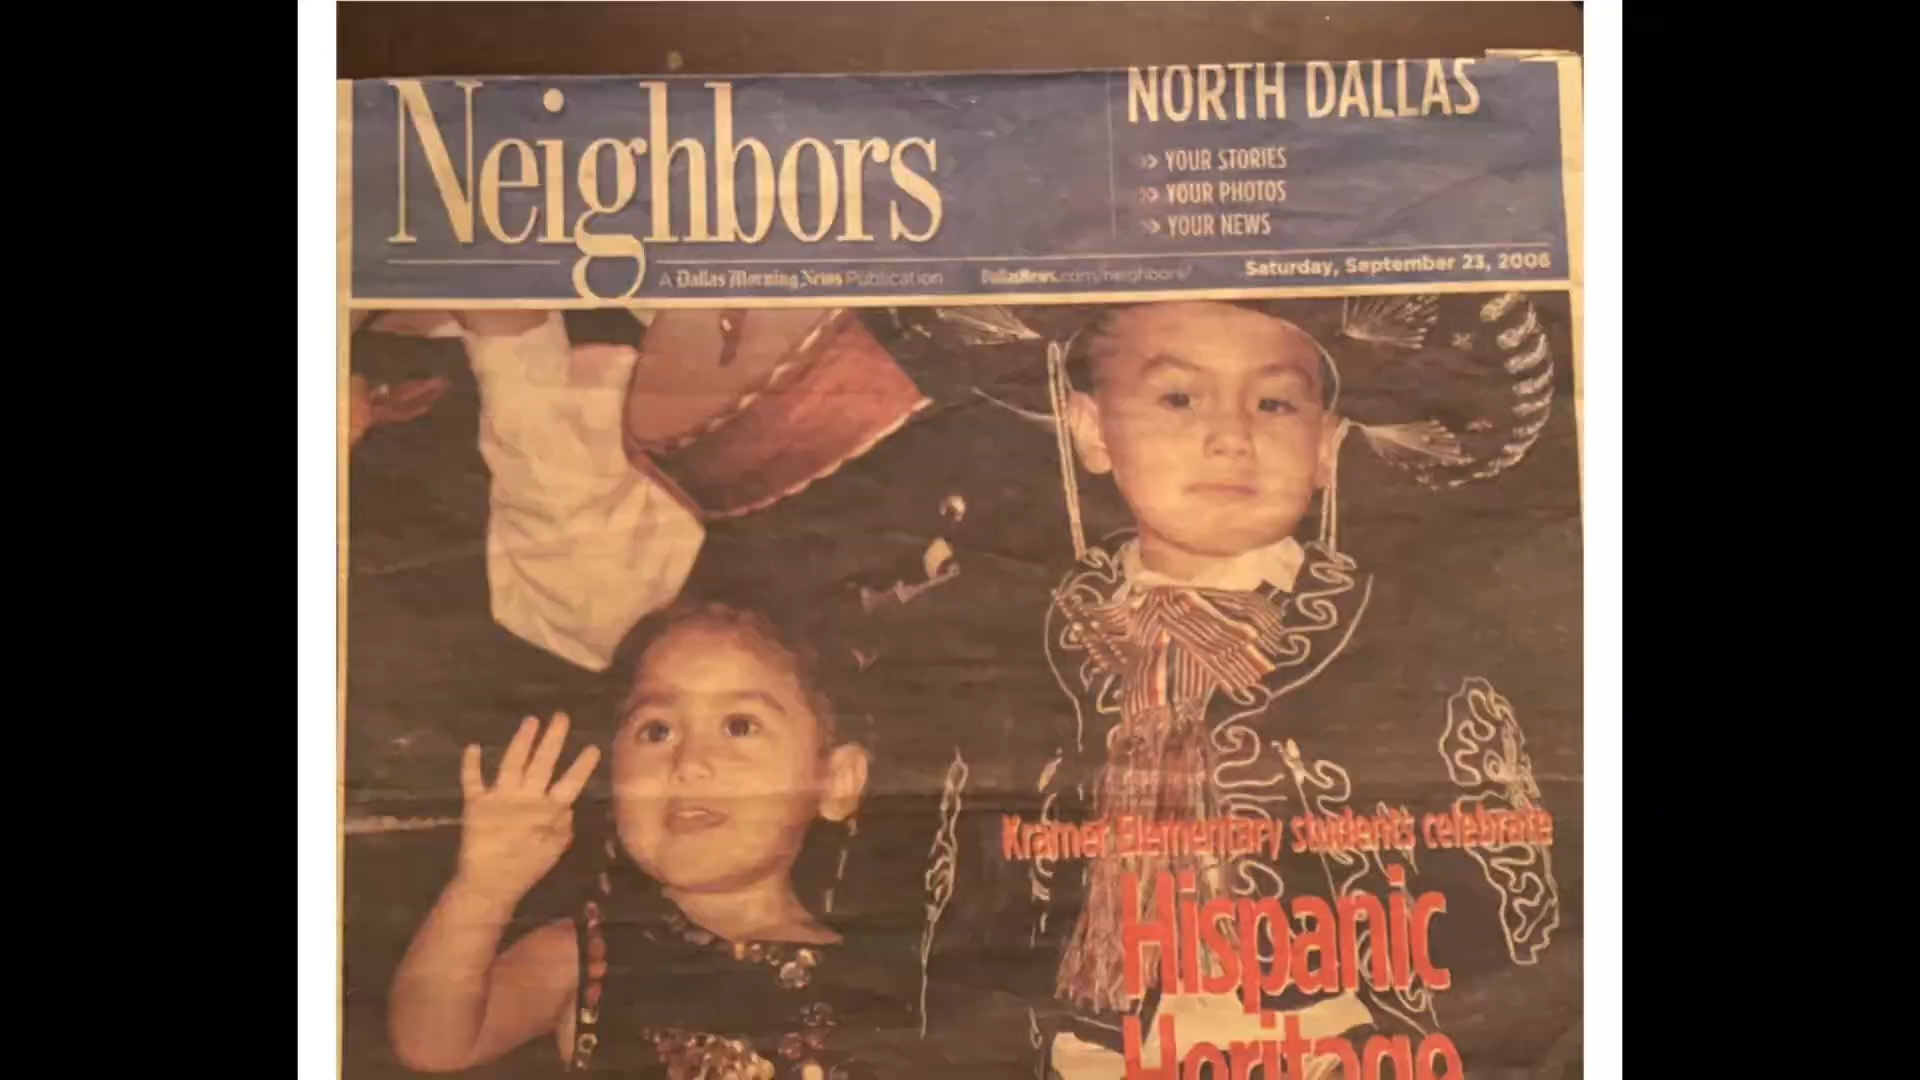 Neighbors
NORTH DALLAS
>> YOUR STORIES
>> YOUR PHOTOS
>> YOUR NEWS
A Dallas Morning News Publication
DallasNews.com/neighbors/
Saturday, September 23, 2006
Kramer Elementary students celebrate
Hispanic
Heritage